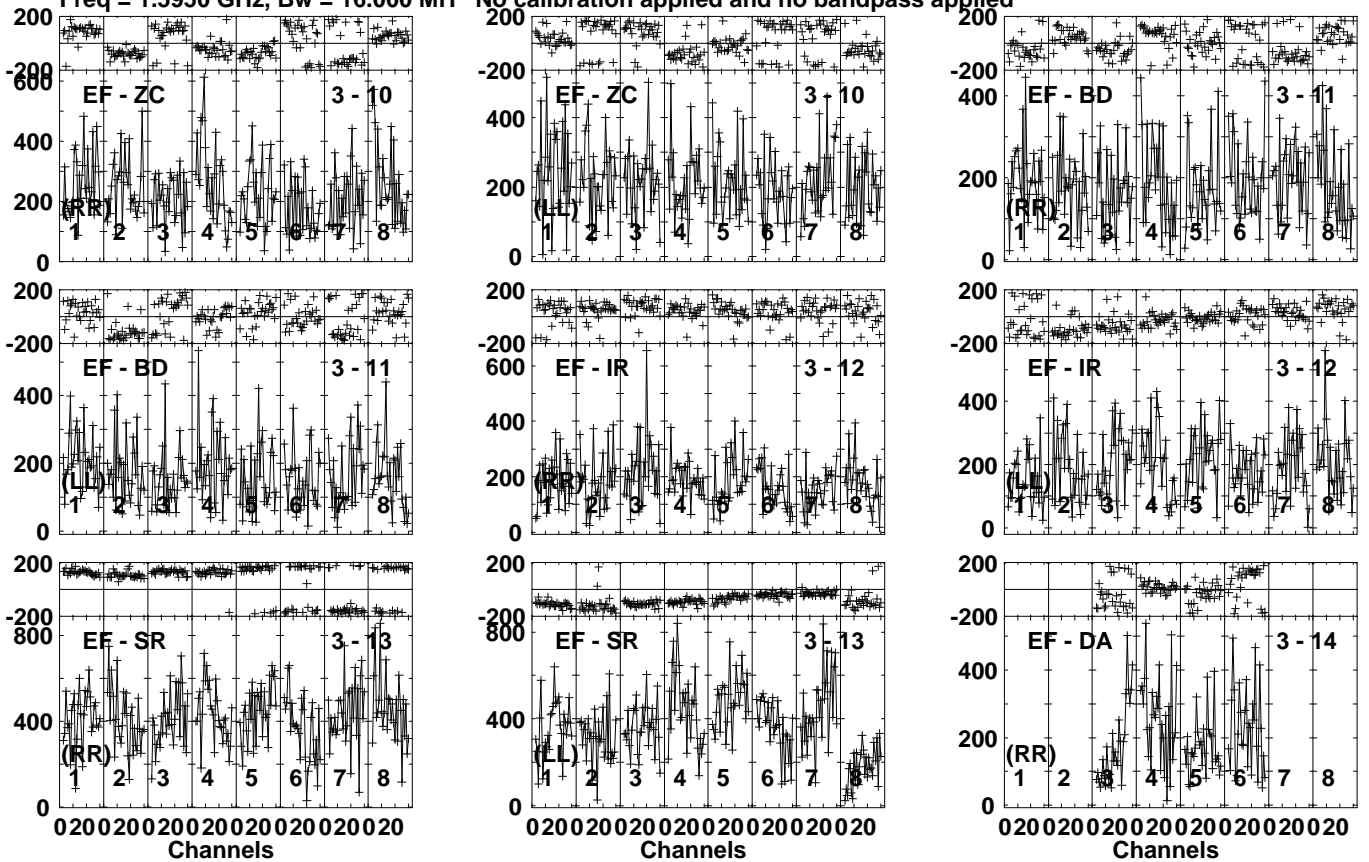 Freq = 1.5950 GHz, Bw = 16.000 MH No calibration applied and no bandpass applied
200 200 200
-200 -200 -200
600
EF - ZC 3 - 10 EF - ZC 3 - 10 EF - BD 3 - 11
400 400 400
200 200 200
(RR) (LL) (RR)
1 2 3 4 5 6 7 8 1 2 3 4 5 6 7 8 1 2 3 4 5 6 7 8
0 0 0
200 200 200
-200 -200 -200
EF - BD 3 - 11 EF - IR 3 - 12 EF - IR 3 - 12
600
400 400 400
200 200 200
(LL) (RR) (LL)
1 2 3 4 5 6 7 8 1 2 3 4 5 6 7 8 1 2 3 4 5 6 7 8
0 0 0
200 200 200
-200 -200 -200
800 800
EF - SR 3 - 13 EF - SR 3 - 13 EF - DA 3 - 14
400 400 400
200
(RR) (LL) (RR)
1 2 3 4 5 6 7 8 1 2 3 4 5 6 7 8 1 2 3 4 5 6 7 8
0 0 0
0 20 0 20 0 20 0 20 0 20 0 20 0 20 0 20 0 20 0 20 0 20 0 20 0 20 0 20 0 20 0 20 0 20 0 20 0 20 0 20 0 20 0 20 0 20 0 20
Channels Channels Channels